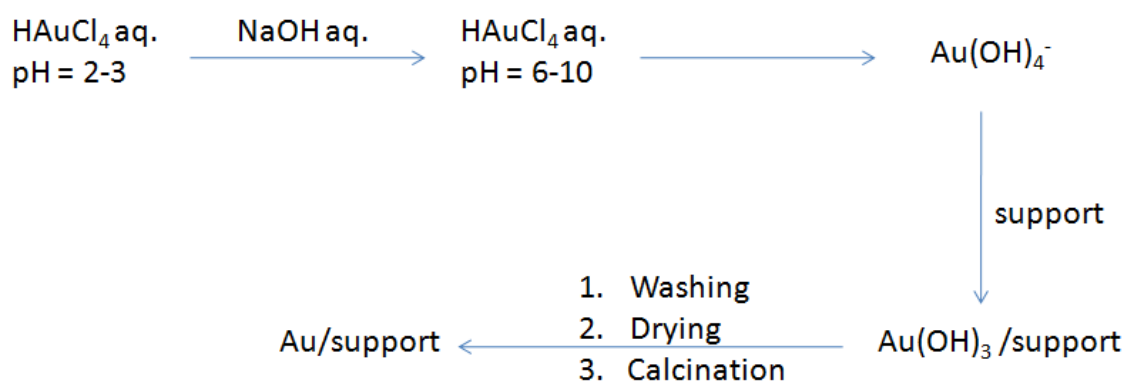 HAuCl₄ aq.
pH = 2-3
NaOH aq.
HAuCl₄ aq.
pH = 6-10
Au(OH)₄⁻
support
Au(OH)₃ /support
1. Washing
2. Drying
3. Calcination
Au/support